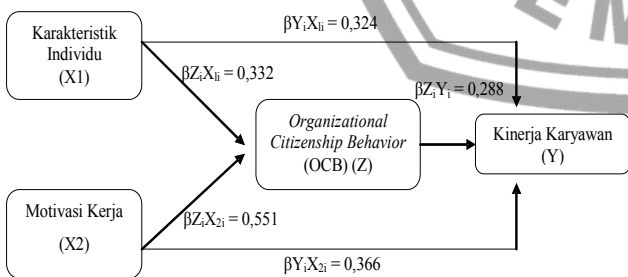 Karakteristik
Individu
(X1)
βYᵢX₁ᵢ = 0,324
βZᵢX₁ᵢ = 0,332
Organizational
Citizenship Behavior
(OCB) (Z)
βZᵢYᵢ = 0,288
Kinerja Karyawan
(Y)
Motivasi Kerja
(X2)
βZᵢX₂ᵢ = 0,551
βYᵢX₂ᵢ = 0,366